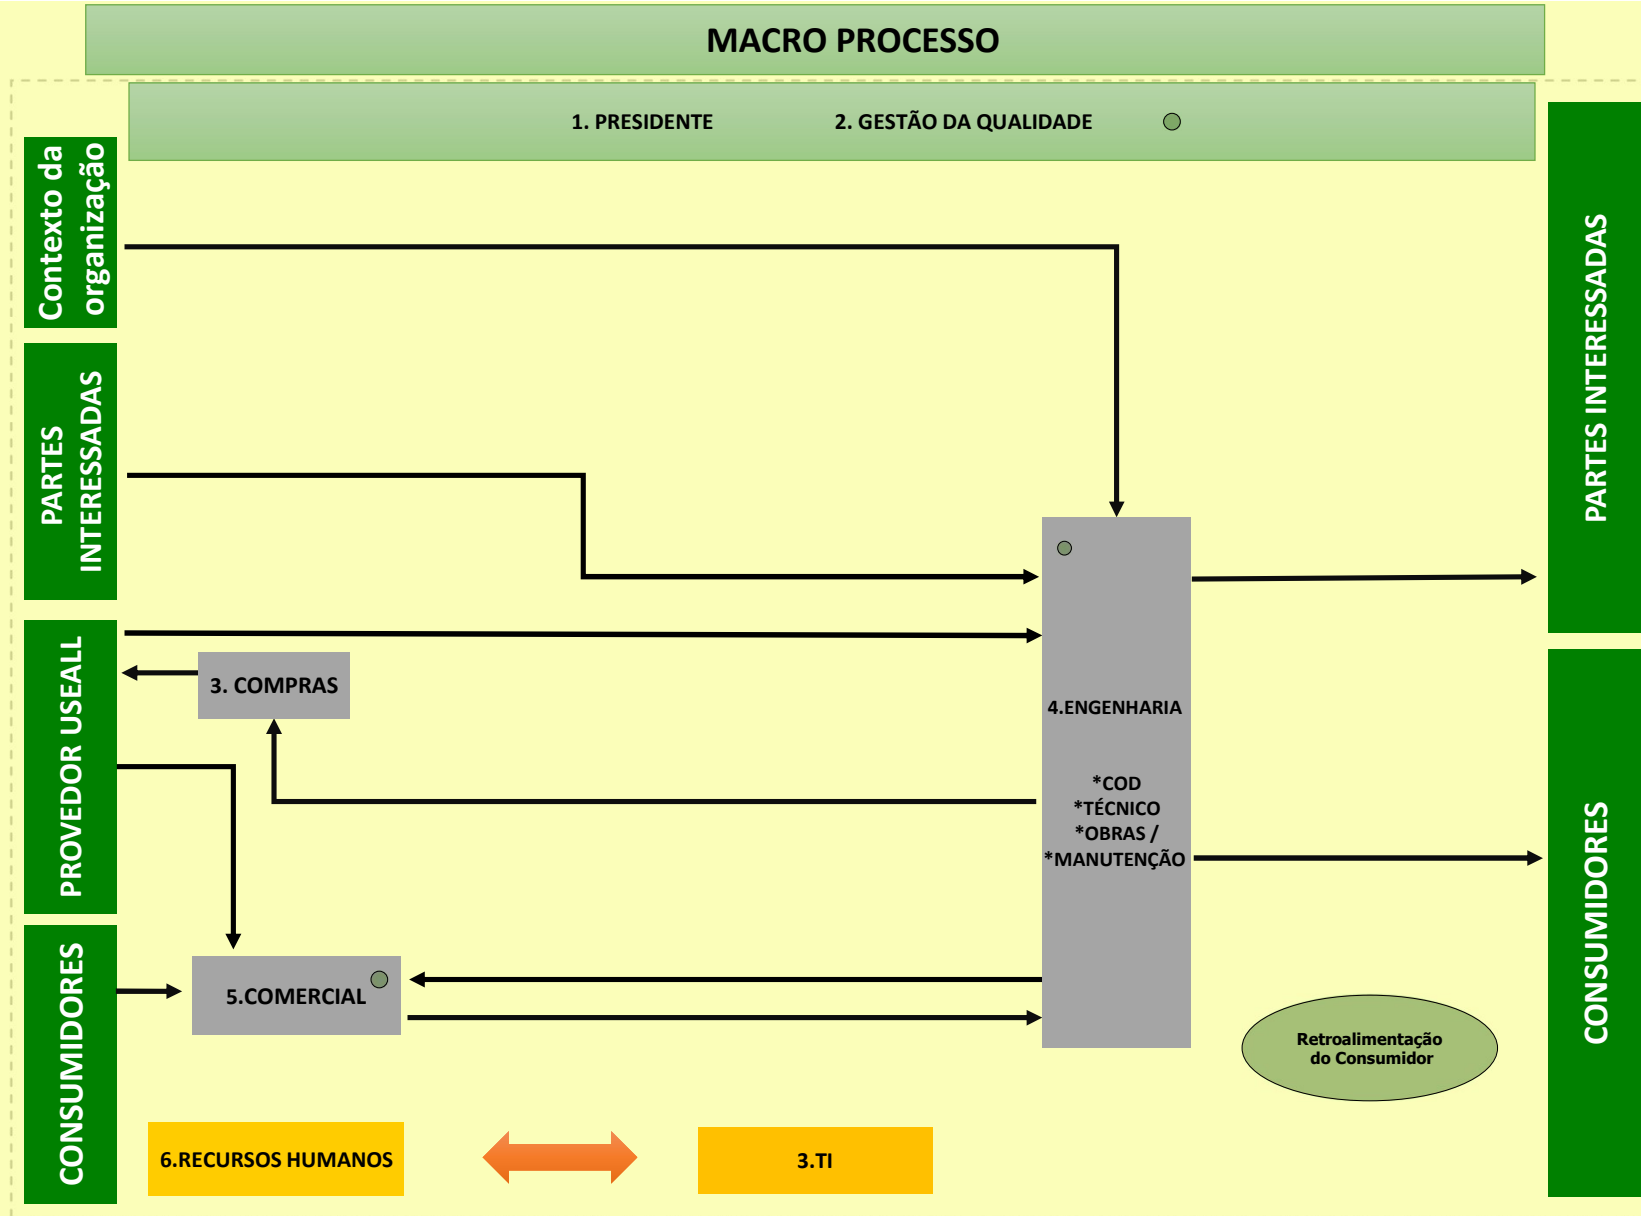 MACRO PROCESSO
1. PRESIDENTE
2. GESTÃO DA QUALIDADE
Contexto da
organização
PARTES
INTERESSADAS
PROVEDOR USEALL
CONSUMIDORES
3. COMPRAS
5.COMERCIAL
4.ENGENHARIA
*COD
*TÉCNICO
*OBRAS /
*MANUTENÇÃO
PARTES INTERESSADAS
CONSUMIDORES
Retroalimentação
do Consumidor
6.RECURSOS HUMANOS
3.TI